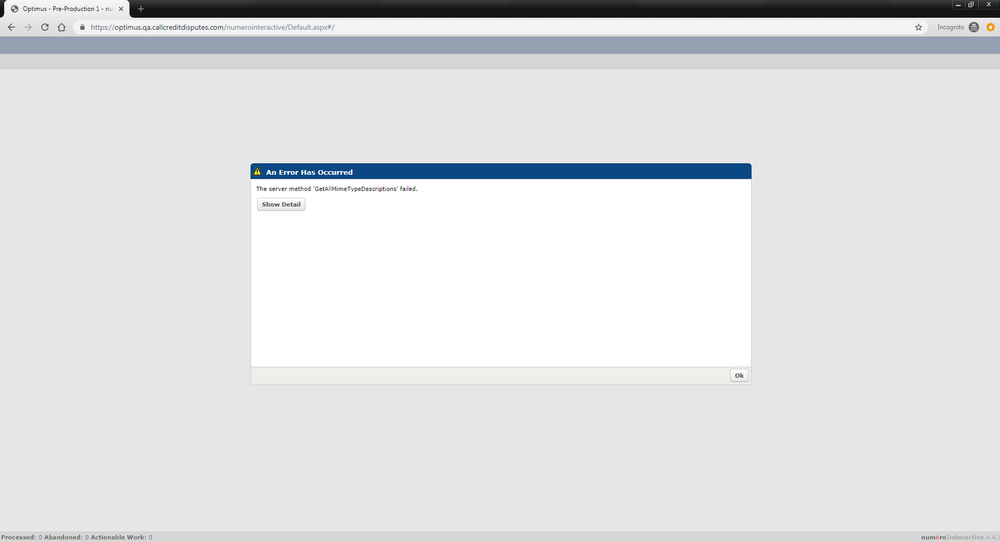 Optimus - Pre-Production 1 - nu
https://optimus.qa.callcreditdisputes.com/numerointeractive/Default.aspx#/
Incognito
An Error Has Occurred
The server method 'GetAllMimeTypeDescriptions' failed.
Show Detail
Ok
Processed: 0 Abandoned: 0 Actionable Work: 0
numéro|interactive 4.4.3